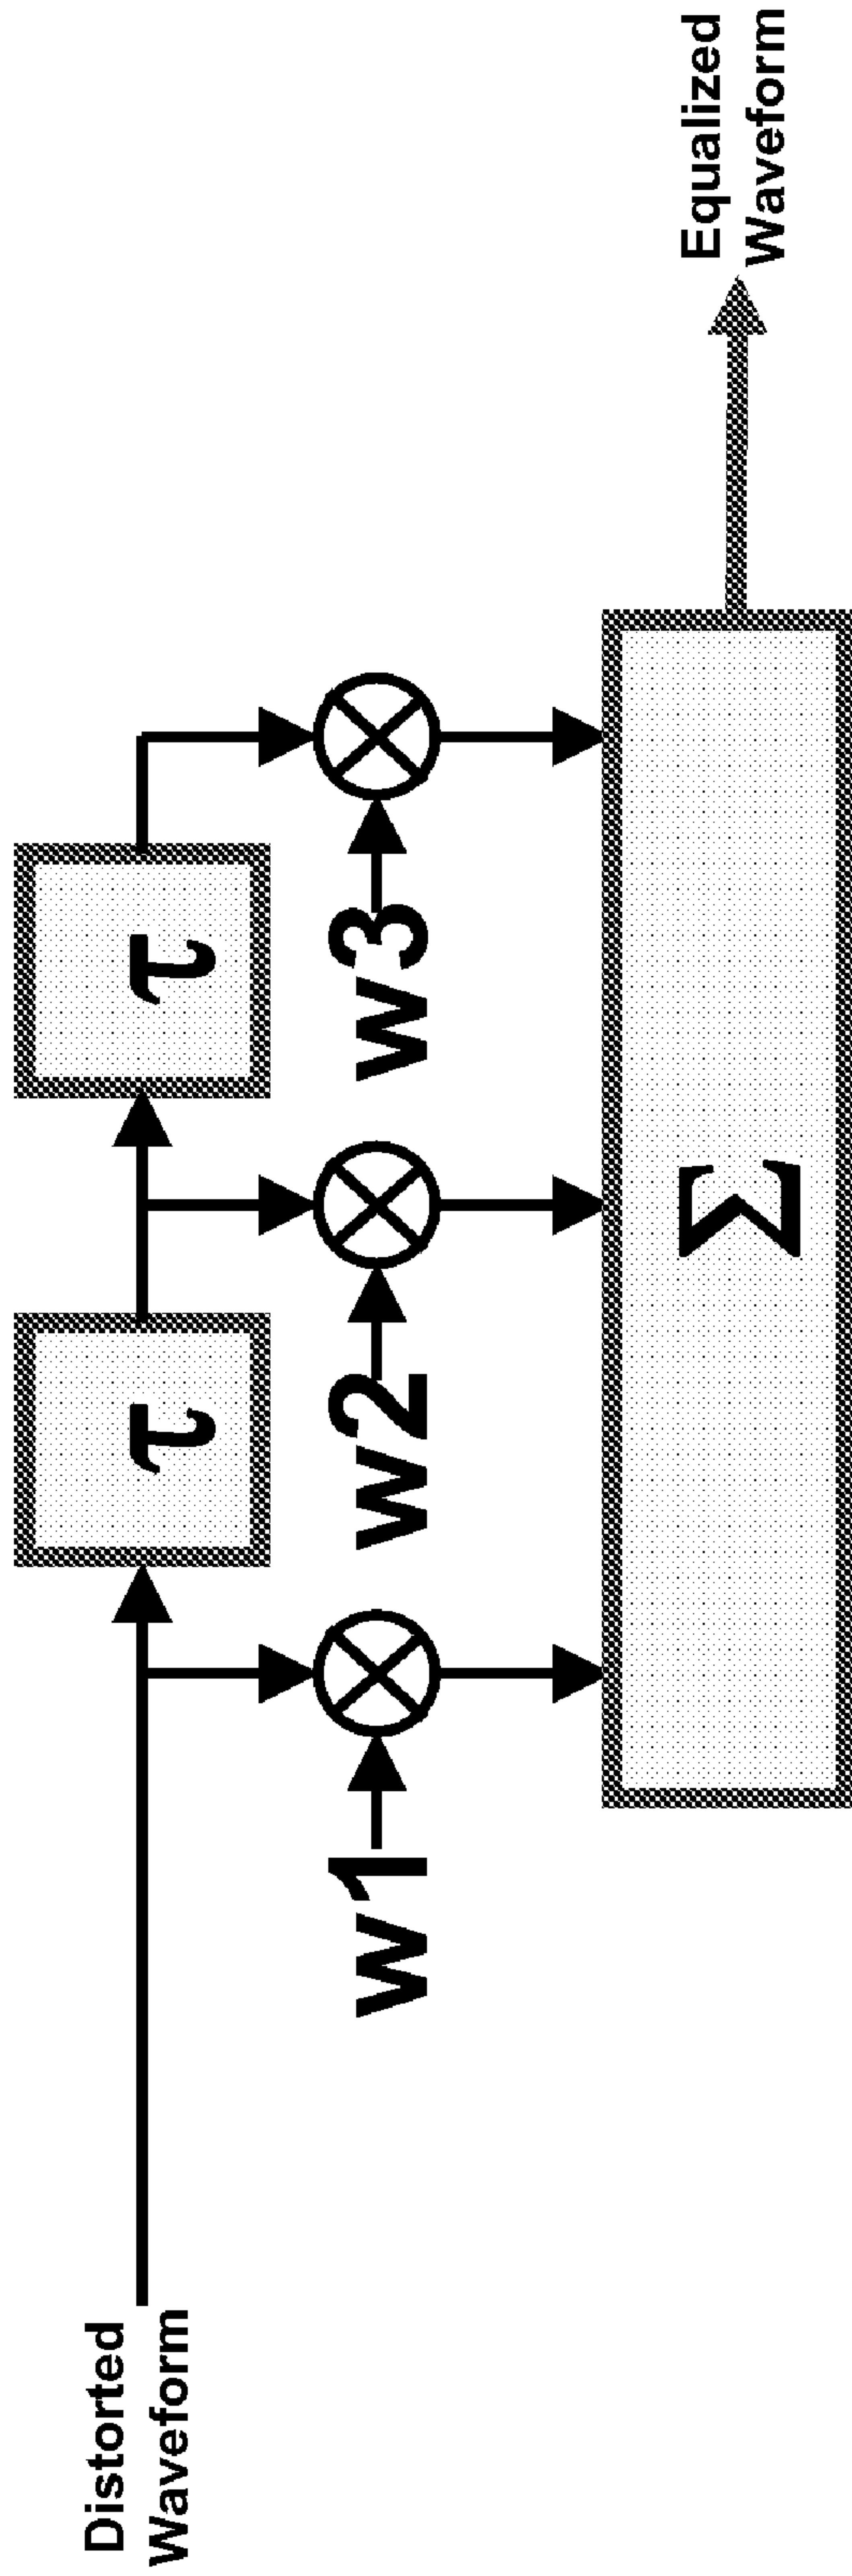 Distorted
Waveform
τ
τ
w1
w2
w3
Σ
Equalized
Waveform